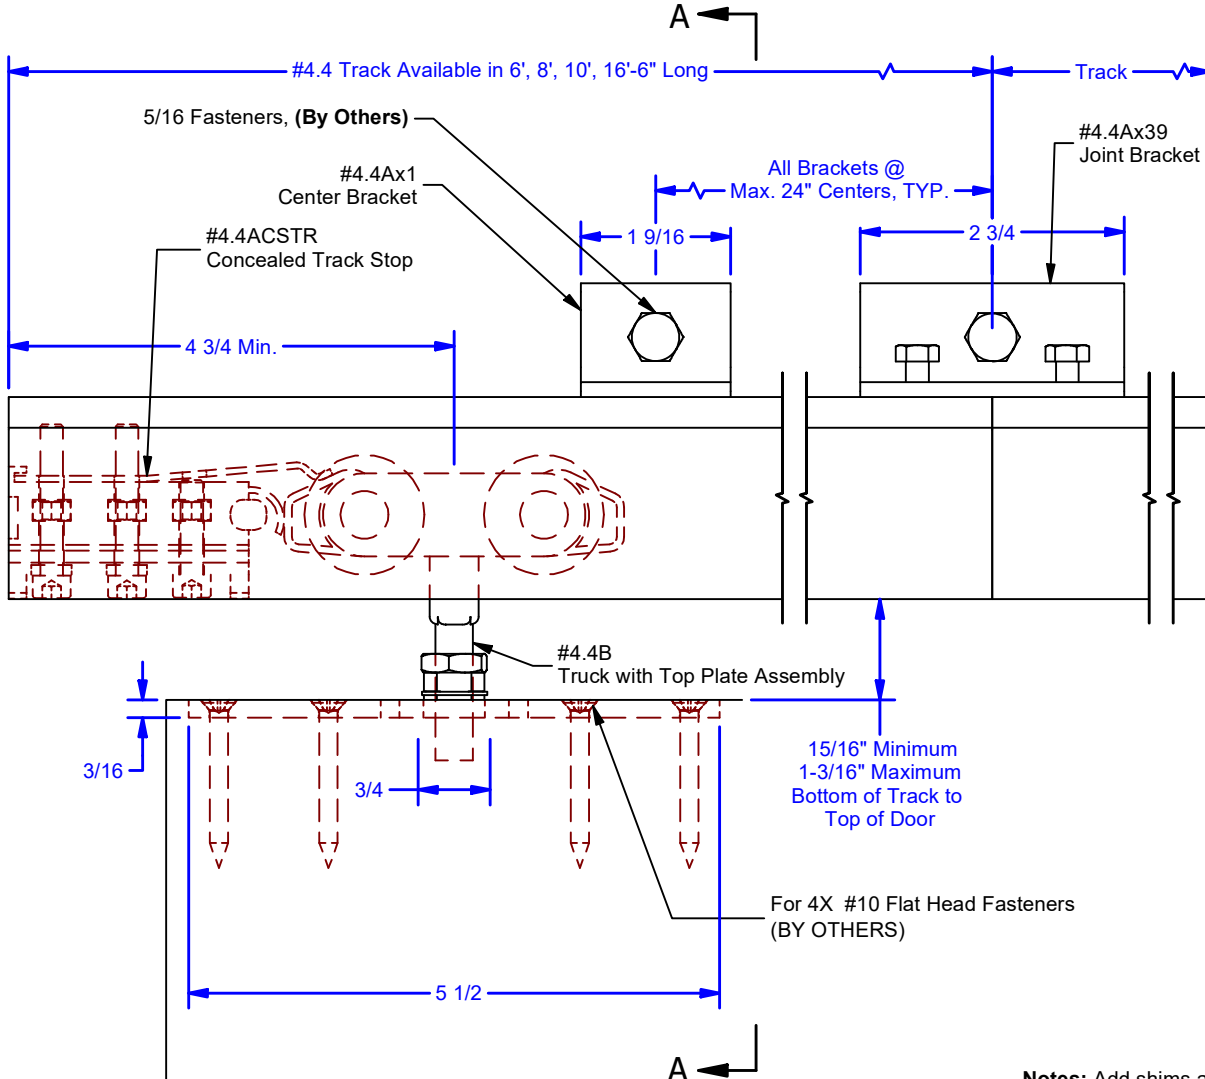 A
#4.4 Track Available in 6', 8', 10', 16'-6" Long
Track
5/16 Fasteners, (By Others)
#4.4Ax39
Joint Bracket
#4.4Ax1
Center Bracket
All Brackets @
Max. 24" Centers, TYP.
#4.4ACSTR
Concealed Track Stop
1 9/16
2 3/4
4 3/4 Min.
#4.4B
Truck with Top Plate Assembly
3/16
3/4
15/16" Minimum
1-3/16" Maximum
Bottom of Track to
Top of Door
For 4X #10 Flat Head Fasteners
(BY OTHERS)
5 1/2
A
Notes: Add shims a